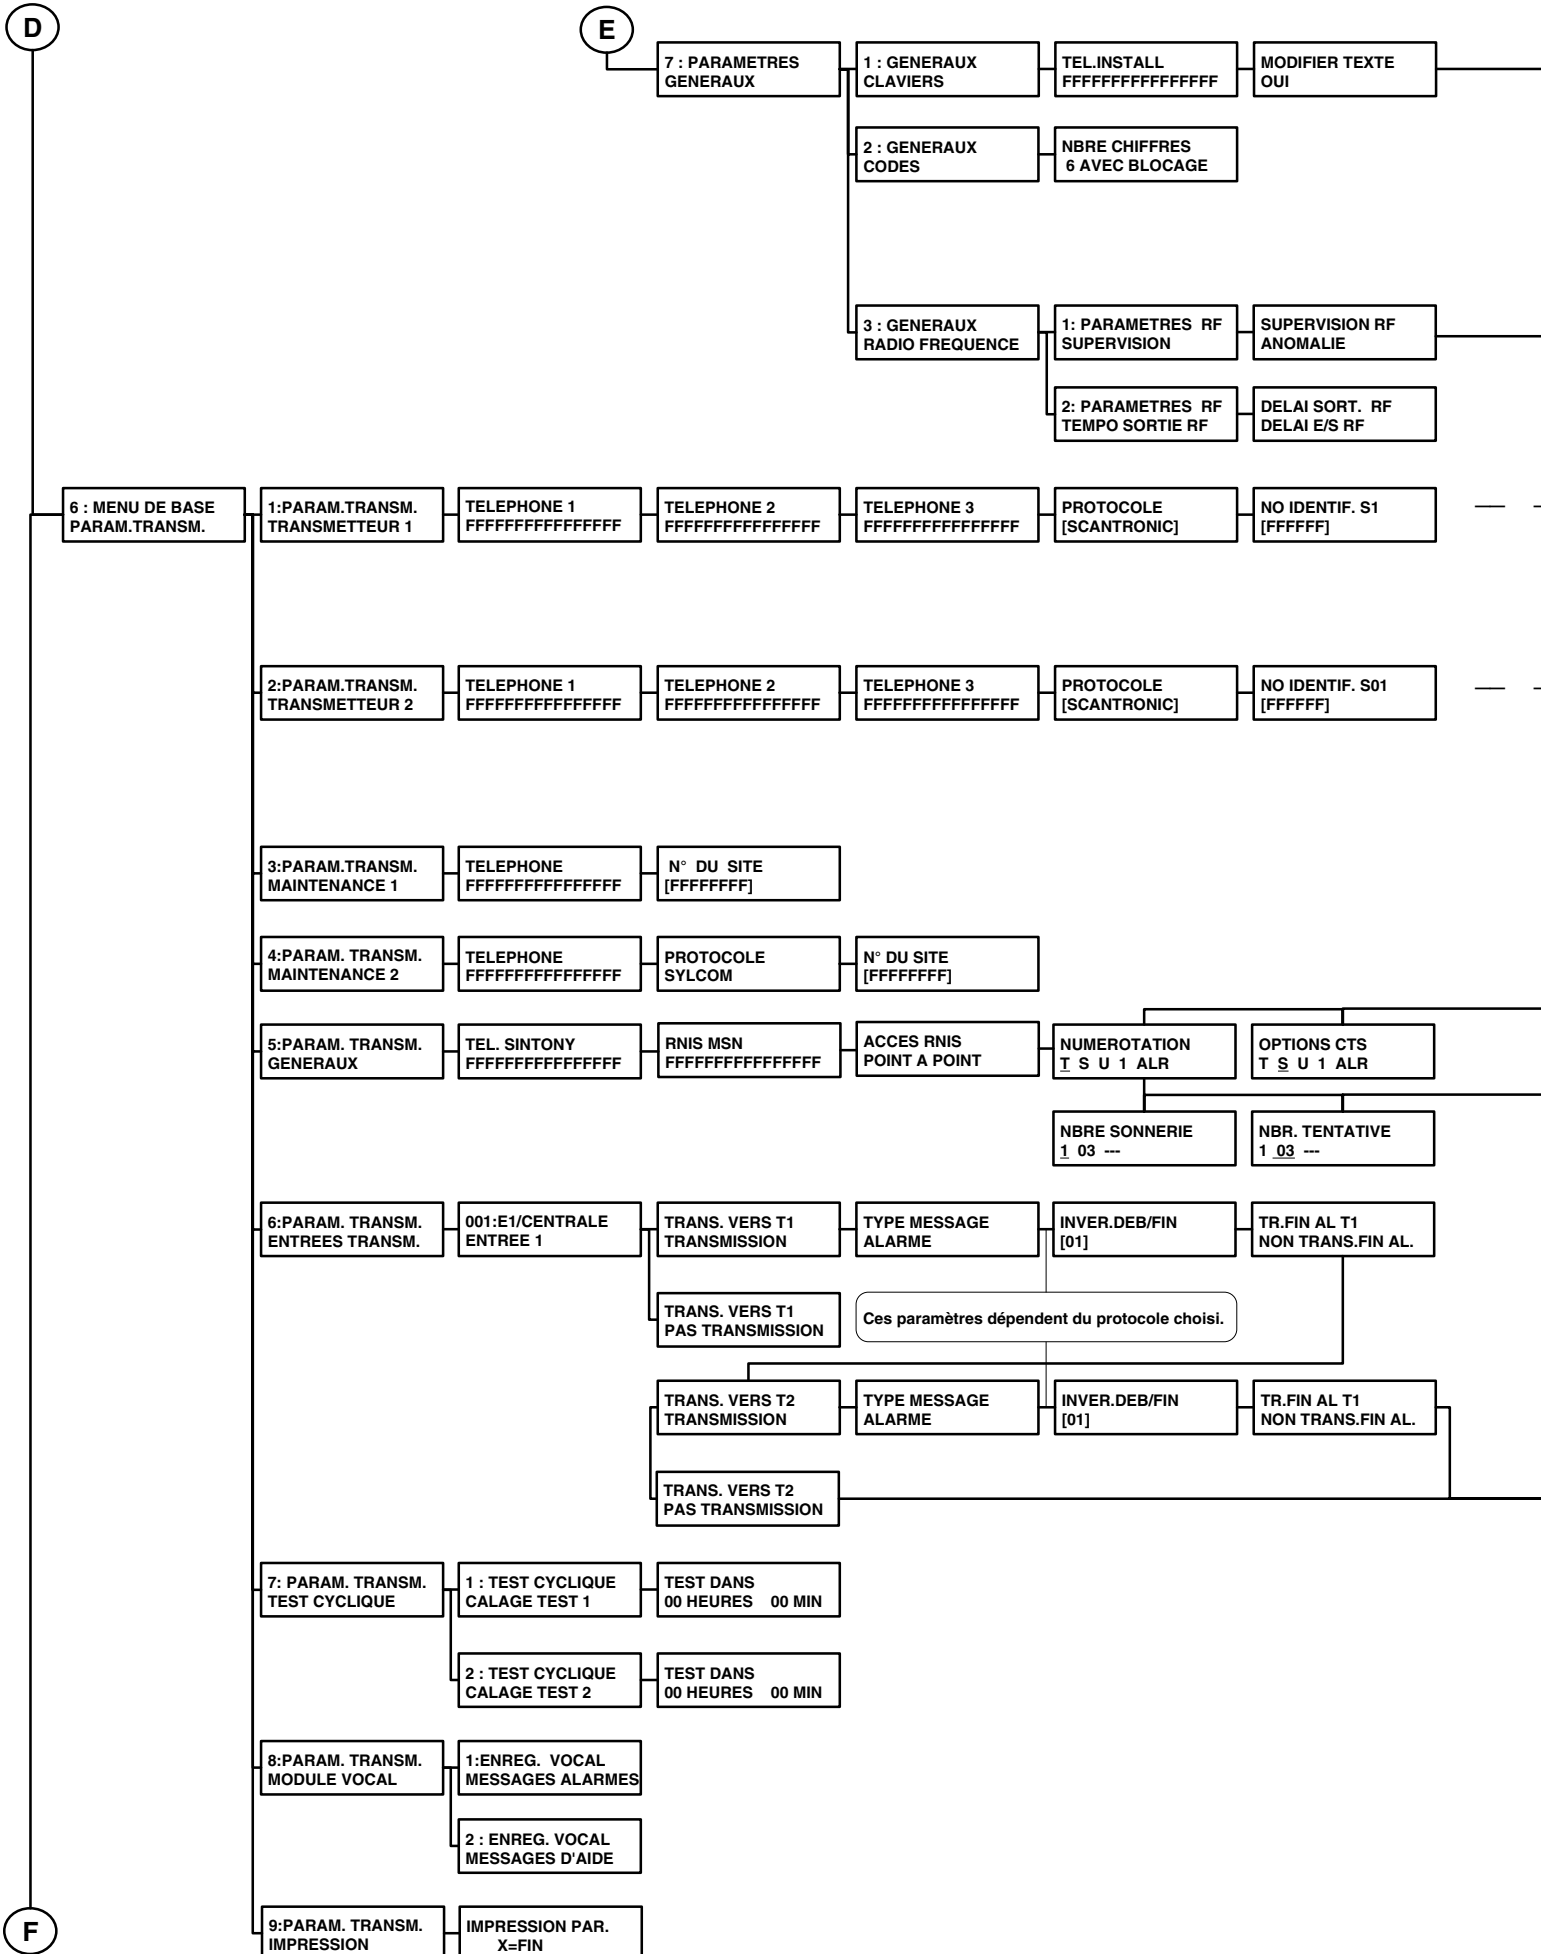 D
E
7 : PARAMETRES
GENERAUX
1 : GENERAUX
CLAVIERS
TEL.INSTALL
FFFFFFFFFFFFFFFF
MODIFIER TEXTE
OUI
2 : GENERAUX
CODES
NBRE CHIFFRES
6 AVEC BLOCAGE
3 : GENERAUX
RADIO FREQUENCE
1: PARAMETRES RF
SUPERVISION
SUPERVISION RF
ANOMALIE
2: PARAMETRES RF
TEMPO SORTIE RF
DELAI SORT. RF
DELAI E/S RF
6 : MENU DE BASE
PARAM.TRANSM.
1:PARAM.TRANSM.
TRANSMETTEUR 1
TELEPHONE 1
FFFFFFFFFFFFFFFF
TELEPHONE 2
FFFFFFFFFFFFFFFF
TELEPHONE 3
FFFFFFFFFFFFFFFF
PROTOCOLE
[SCANTRONIC]
NO IDENTIF. S1
[FFFFFF]
2:PARAM.TRANSM.
TRANSMETTEUR 2
TELEPHONE 1
FFFFFFFFFFFFFFFF
TELEPHONE 2
FFFFFFFFFFFFFFFF
TELEPHONE 3
FFFFFFFFFFFFFFFF
PROTOCOLE
[SCANTRONIC]
NO IDENTIF. S01
[FFFFFF]
3:PARAM.TRANSM.
MAINTENANCE 1
TELEPHONE
FFFFFFFFFFFFFFFF
N° DU SITE
[FFFFFFFF]
4:PARAM. TRANSM.
MAINTENANCE 2
TELEPHONE
FFFFFFFFFFFFFFFF
PROTOCOLE
SYLCOM
N° DU SITE
[FFFFFFFF]
5:PARAM. TRANSM.
GENERAUX
TEL. SINTONY
FFFFFFFFFFFFFFFF
RNIS MSN
FFFFFFFFFFFFFFFF
ACCES RNIS
POINT A POINT
NUMEROTATION
T S U 1 ALR
OPTIONS CTS
T S U 1 ALR
NBRE SONNERIE
1 03 ---
NBR. TENTATIVE
1 03 ---
6:PARAM. TRANSM.
ENTREES TRANSM.
001:E1/CENTRALE
ENTREE 1
TRANS. VERS T1
TRANSMISSION
TYPE MESSAGE
ALARME
INVER.DEB/FIN
[01]
TR.FIN AL T1
NON TRANS.FIN AL.
TRANS. VERS T1
PAS TRANSMISSION
Ces paramètres dépendent du protocole choisi.
TRANS. VERS T2
TRANSMISSION
TYPE MESSAGE
ALARME
INVER.DEB/FIN
[01]
TR.FIN AL T1
NON TRANS.FIN AL.
TRANS. VERS T2
PAS TRANSMISSION
7: PARAM. TRANSM.
TEST CYCLIQUE
1 : TEST CYCLIQUE
CALAGE TEST 1
TEST DANS
00 HEURES 00 MIN
2 : TEST CYCLIQUE
CALAGE TEST 2
TEST DANS
00 HEURES 00 MIN
8:PARAM. TRANSM.
MODULE VOCAL
1:ENREG. VOCAL
MESSAGES ALARMES
2 : ENREG. VOCAL
MESSAGES D'AIDE
9:PARAM. TRANSM.
IMPRESSION
IMPRESSION PAR.
X=FIN
F